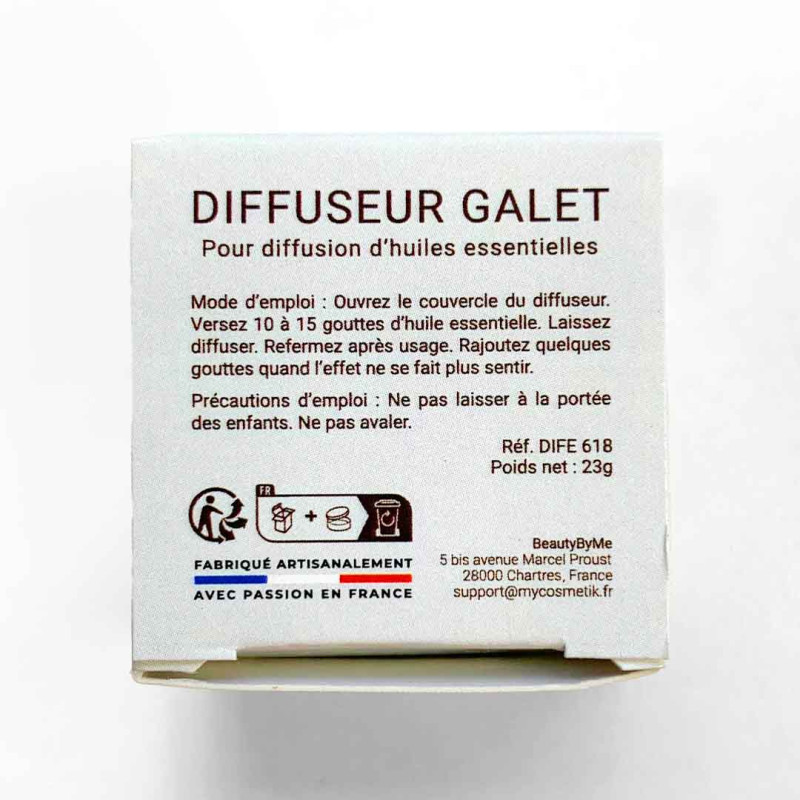 DIFFUSEUR GALET
Pour diffusion d'huiles essentielles
Mode d'emploi : Ouvrez le couvercle du diffuseur.
Versez 10 à 15 gouttes d'huile essentielle. Laissez
diffuser. Refermez après usage. Rajoutez quelques
gouttes quand l'effet ne se fait plus sentir.
Précautions d'emploi : Ne pas laisser à la portée
des enfants. Ne pas avaler.
Réf. DIFE 618
Poids net : 23g
FR
+
FABRIQUÉ ARTISANALEMENT
AVEC PASSION EN FRANCE
BeautyByMe
5 bis avenue Marcel Proust
28000 Chartres, France
support@mycosmetik.fr